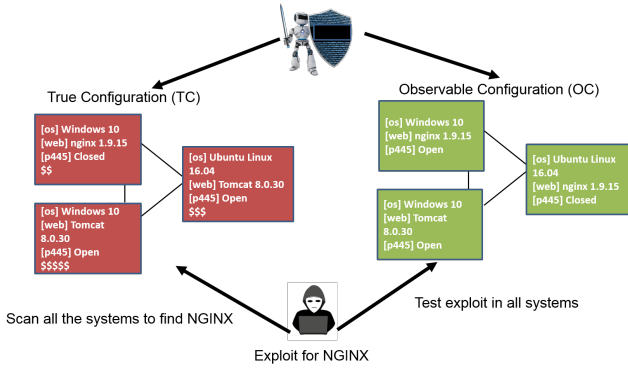 True Configuration (TC)
Observable Configuration (OC)
[os] Windows 10
[web] nginx 1.9.15
[p445] Closed
$$
[os] Ubuntu Linux
16.04
[web] Tomcat 8.0.30
[p445] Open
$$$
[os] Windows 10
[web] Tomcat
8.0.30
[p445] Open
$$$$$
[os] Windows 10
[web] nginx 1.9.15
[p445] Open
[os] Ubuntu Linux
16.04
[web] nginx 1.9.15
[p445] Closed
[os] Windows 10
[web] Tomcat
8.0.30
[p445] Open
Scan all the systems to find NGINX
Test exploit in all systems
Exploit for NGINX